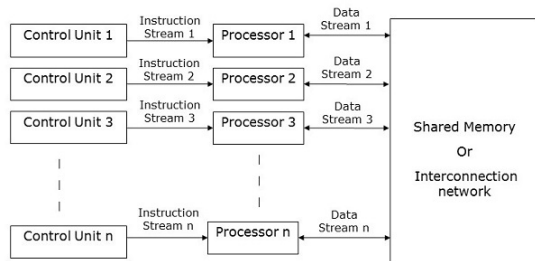 Instruction
Stream 1
Data
Stream 1
Control Unit 1
Processor 1
Instruction
Stream 2
Data
Stream 2
Control Unit 2
Processor 2
Instruction
Stream 3
Data
Stream 3
Control Unit 3
Processor 3
Shared Memory
Or
Interconnection
network
Instruction
Stream n
Data
Stream n
Control Unit n
Processor n